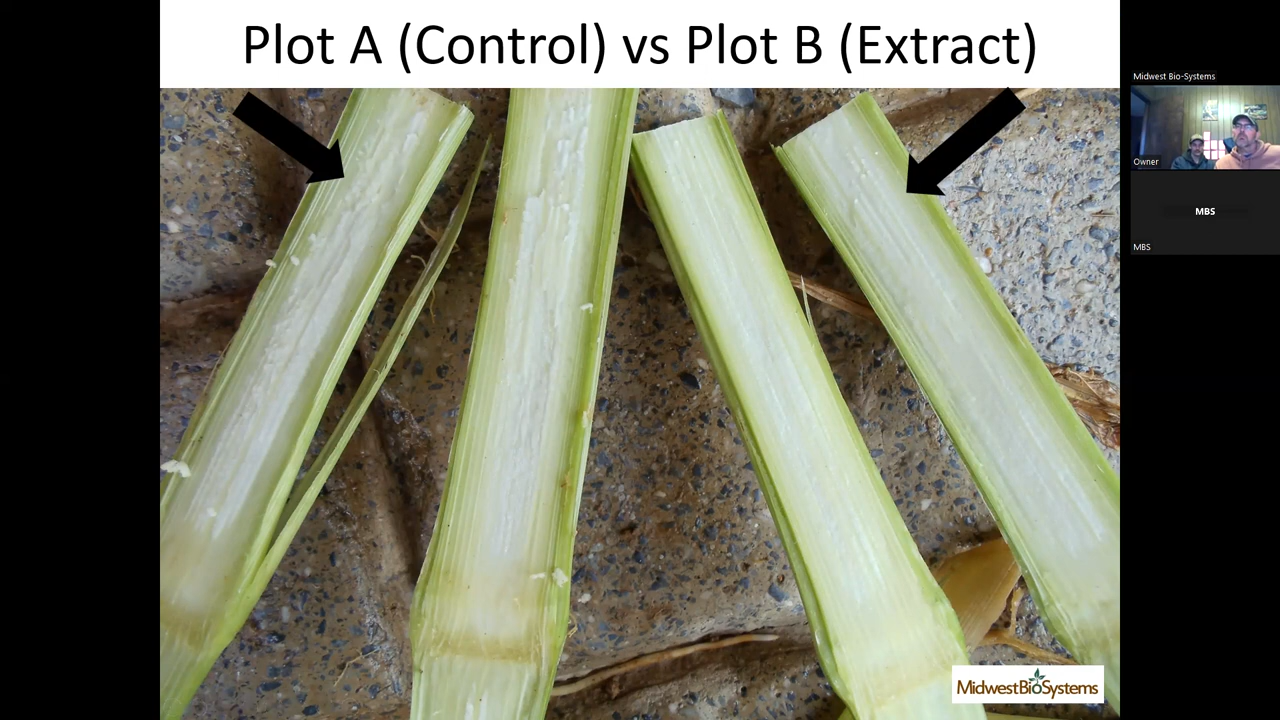 Plot A (Control) vs Plot B (Extract)
Midwest Bio-Systems
Owner
MBS
MBS
MidwestBioSystems